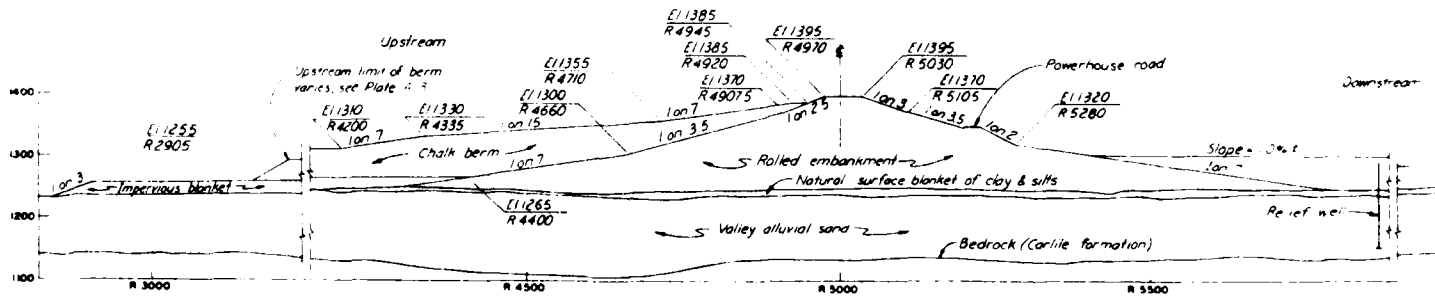 Upstream
Upstream limit of berm
varies, see Plate
El 1255
R 2905
El 1310
R 4200
El 1330
R 4335
El 1300
R 4660
El 1355
R 4710
El 1385
R 4945
El 1385
R 4920
El 1370
R 4907.5
El 1395
R 4970
El 1395
R 5030
El 1370
R 5105
Powerhouse road
El 1320
R 5280
Downstream
1400
1300
1200
1100
1 on 3
Impervious blanket
1 on 7
1 on 15
1 on 7
1 on 3.5
1 on 2.5
1 on 3
1 on 3.5
1 on 2
Slope
1 on
Chalk berm
1 on 7
Rolled embankment
Natural surface blanket of clay & silts
El 1265
R 4400
Valley alluvial sand
Relief well
Bedrock (Carlile formation)
R 3000
R 4500
R 5000
R 5500